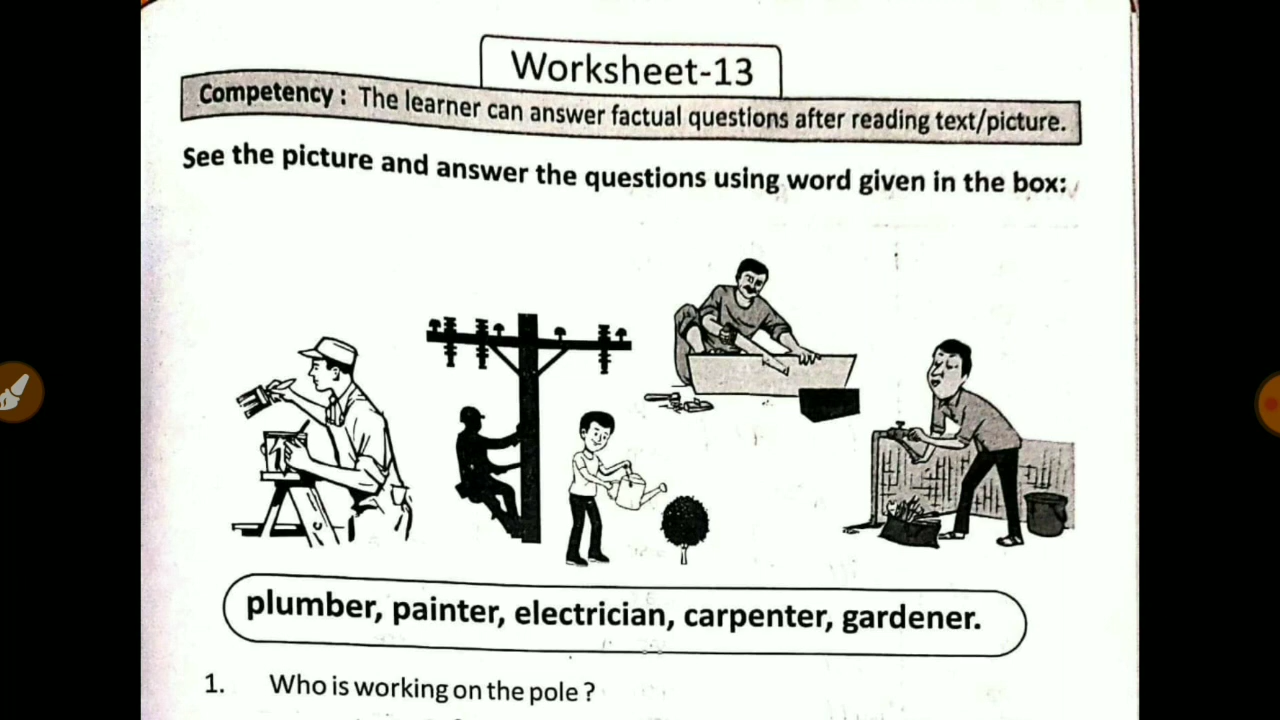 Worksheet-13
Competency : The learner can answer factual questions after reading text/picture.
See the picture and answer the questions using word given in the box:
plumber, painter, electrician, carpenter, gardener.
1. Who is working on the pole ?